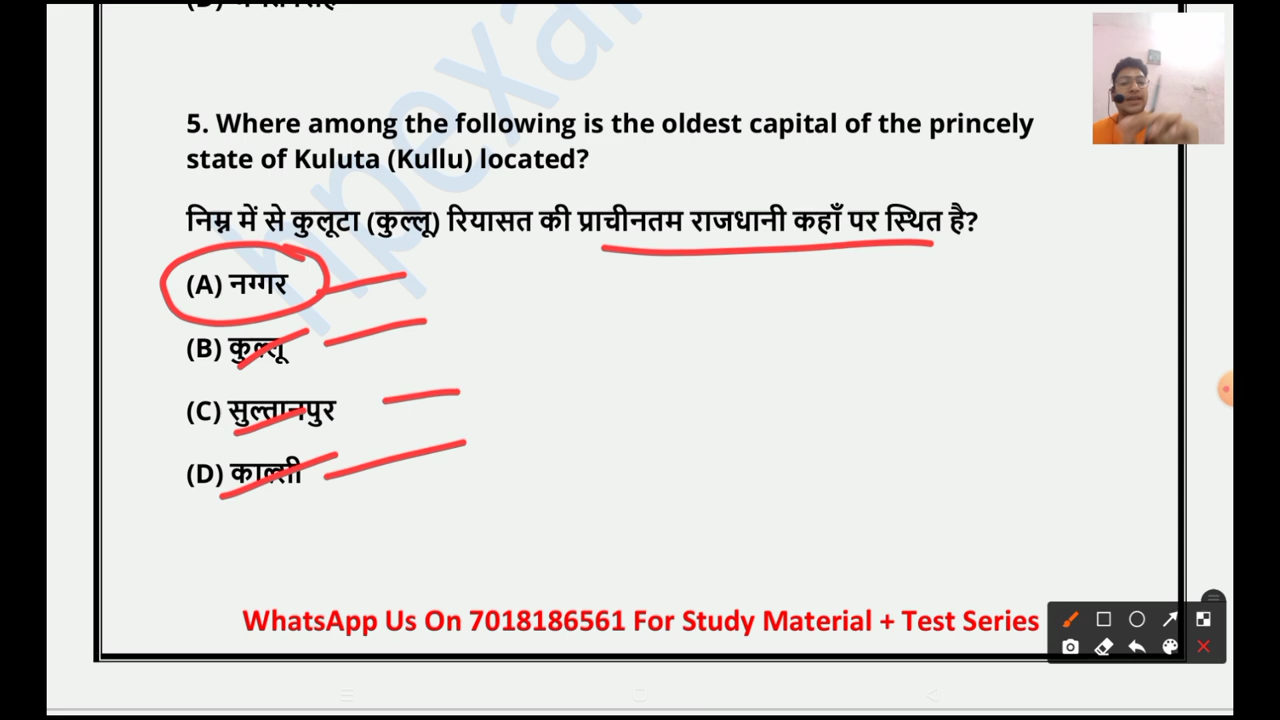 5. Where among the following is the oldest capital of the princely
state of Kuluta (Kullu) located?
निम्न में से कुलूटा (कुल्लू) रियासत की प्राचीनतम राजधानी कहाँ पर स्थित है?
(A) नग्गर
(B) कुल्लू
(C) सुल्तानपुर
(D) काल्सी
WhatsApp Us On 7018186561 For Study Material + Test Series